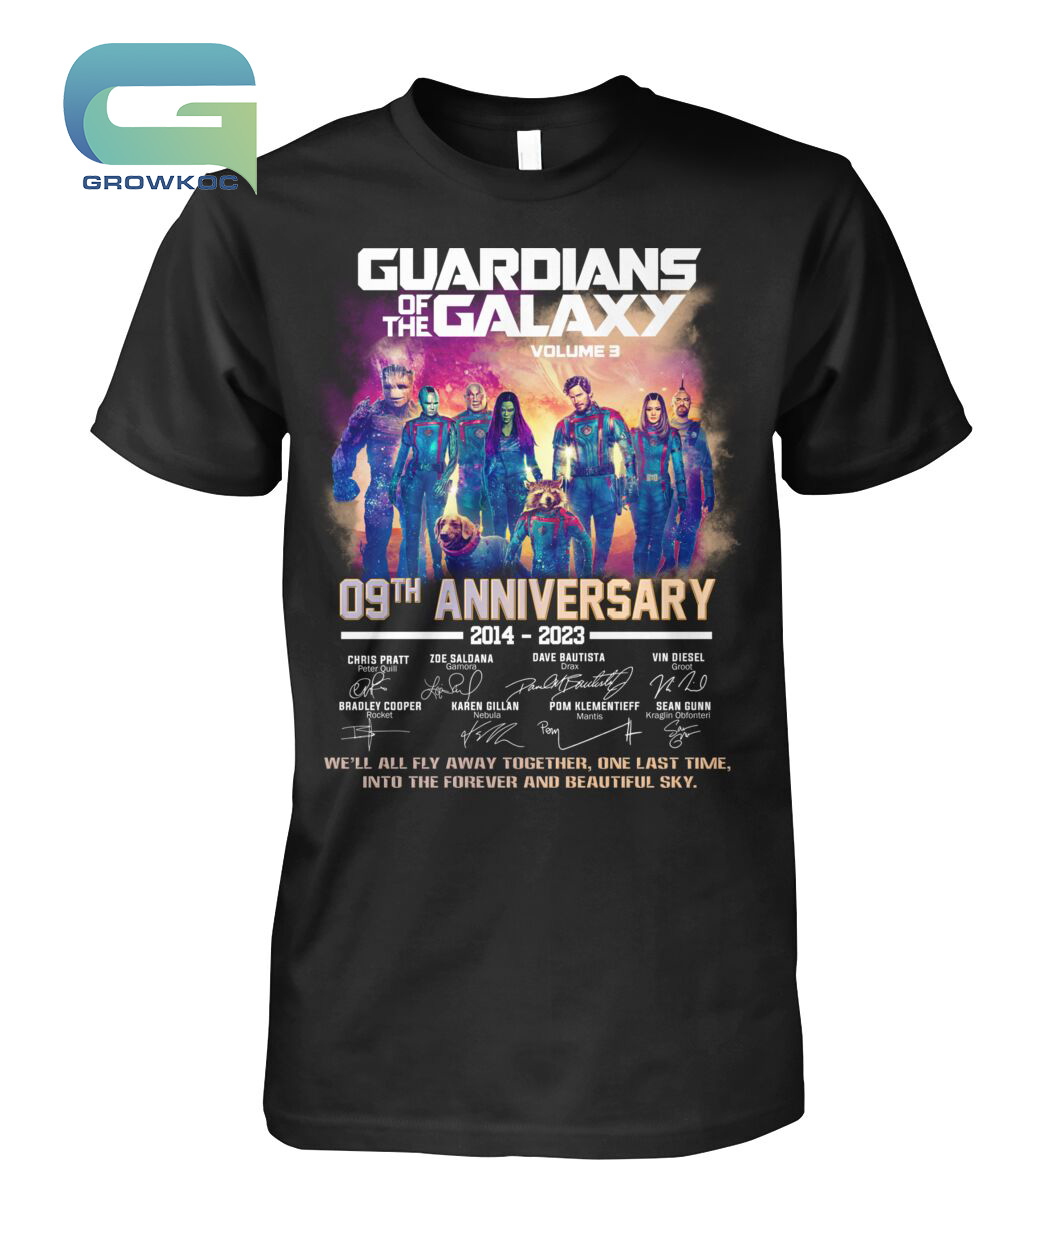 GROWKOC
GUARDIANS
OF THE GALAXY
VOLUME 3
09TH ANNIVERSARY
2014 - 2023
CHRIS PRATT ZOE SALDANA DAVE BAUTISTA VIN DIESEL
Peter Quill Gamora Drax Groot
BRADLEY COOPER KAREN GILLAN POM KLEMENTIEFF SEAN GUNN
Rocket Nebula Mantis Kraglin Obfonteri
WE'LL ALL FLY AWAY TOGETHER, ONE LAST TIME,
INTO THE FOREVER AND BEAUTIFUL SKY.